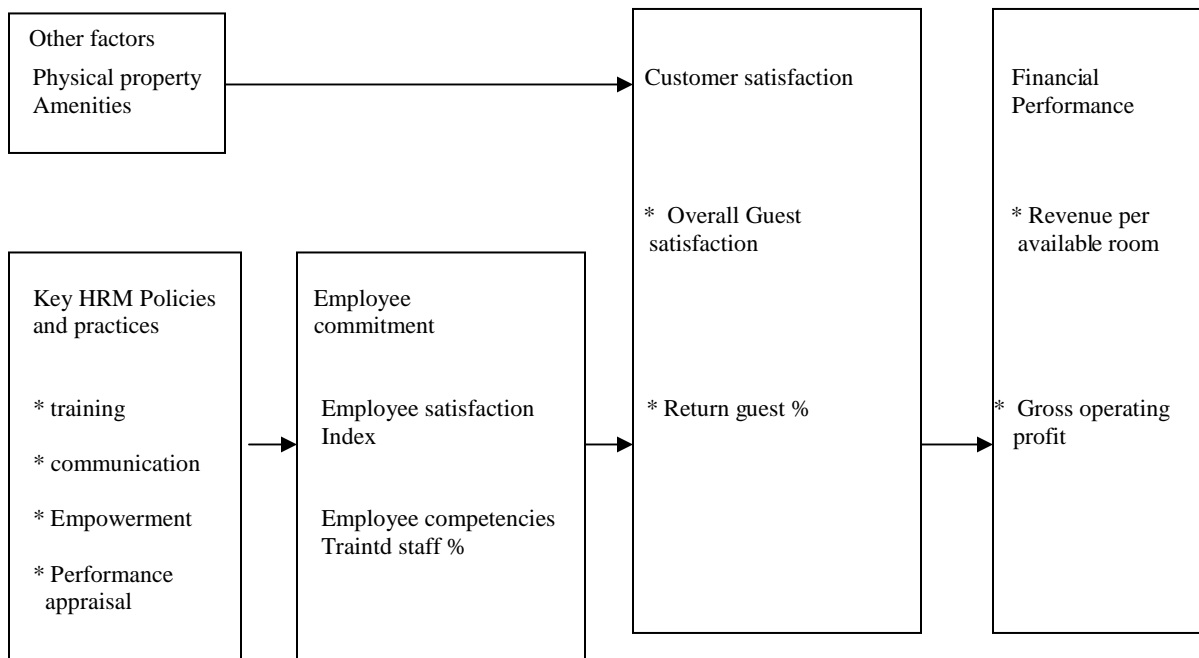 Other factors
Physical property
Amenities
Key HRM Policies
and practices
* training
* communication
* Empowerment
* Performance
appraisal
Employee
commitment
Employee satisfaction
Index
Employee competencies
Traintd staff %
Customer satisfaction
* Overall Guest
satisfaction
* Return guest %
Financial
Performance
* Revenue per
available room
* Gross operating
profit